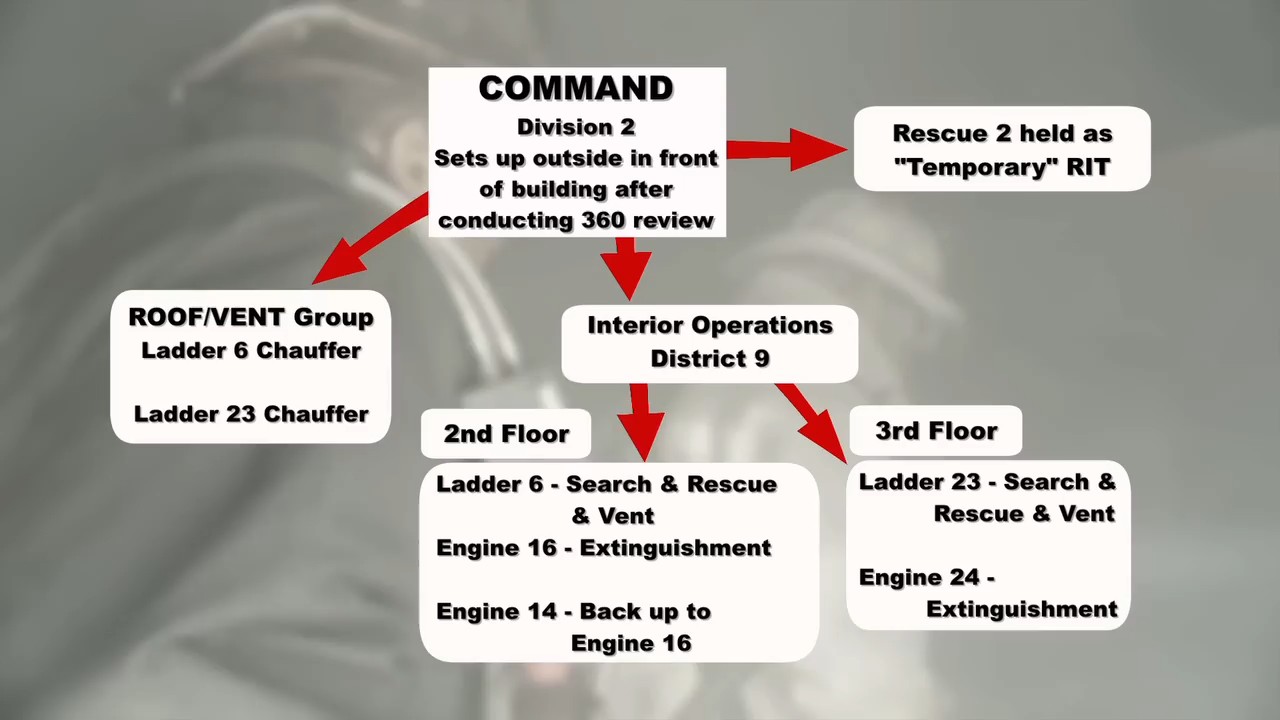 COMMAND
Division 2
Sets up outside in front
of building after
conducting 360 review
Rescue 2 held as
"Temporary" RIT
ROOF/VENT Group
Ladder 6 Chauffer
Ladder 23 Chauffer
Interior Operations
District 9
2nd Floor
Ladder 6 - Search & Rescue
& Vent
Engine 16 - Extinguishment
Engine 14 - Back up to
Engine 16
3rd Floor
Ladder 23 - Search &
Rescue & Vent
Engine 24 -
Extinguishment